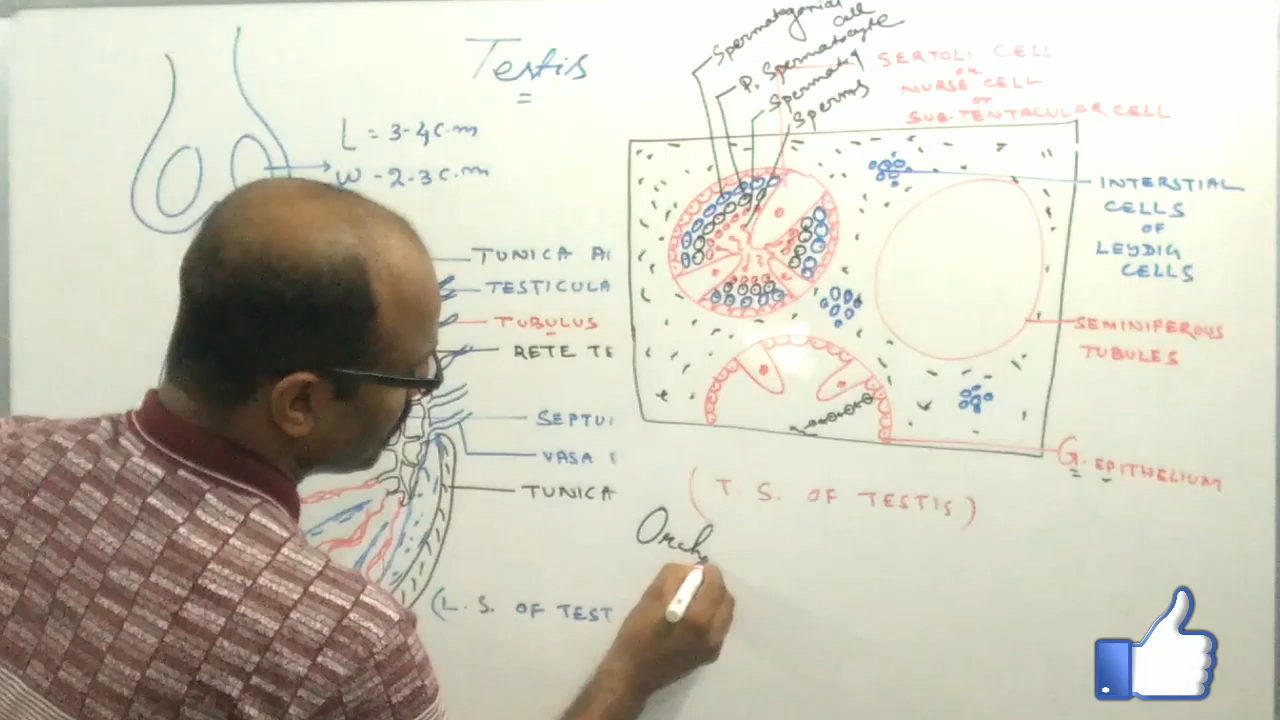 Testis
L = 3-4 c.m
W - 2-3 c.m
TUNICA
TESTICULA
TUBULUS
RETE TE
SEPTU
VASA
TUNICA
(L. S. OF TEST
Spermatogonial
cell
P. Spermatocyte
Spermatid
Sperms
SERTOLI CELL
OR
NURSE CELL
or
SUB-TENTACULAR CELL
INTERSTIAL
CELLS
OF
LEYDIG
CELLS
SEMINIFEROUS
TUBULES
G. EPITHELIUM
(T. S. OF TESTIS)
Orch